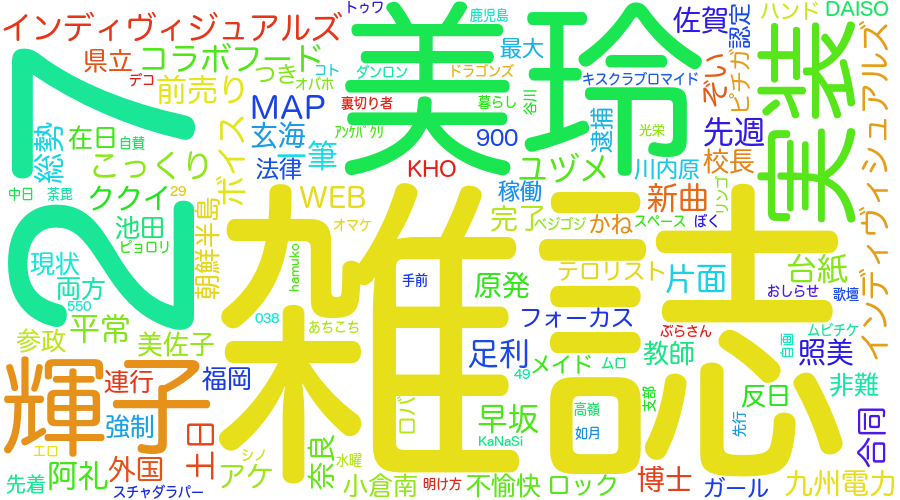 インディヴィジュアルズ
トゥワ
鹿児島
美玲
佐賀
認定
ハンド
DAISO
県立
コラボフード
最大
ダンロン
ドラゴンズ
キスクラブロマイド
ぞい
ピチガ
実装
インディヴィジュアルズ
27
デコ
前売り
つき
コト
オパホ
裏切り者
暮らし
谷川
逮捕
光栄
先週
MAP
900
総勢
在日
自賛
ボイス
玄海
一筆
アンケパクリ
こっくり
法律
KHO
ユヅメ
川内原
校長
中日
茶毘
ククイ
29
WEB
稼働
新曲
リンゴ
池田
ピョロリ
朝鮮半島
オマケ
完了
ベジゴジ
かね
スペース
ぼく
現状
両方
550
hamuko
雑誌
手前
原発
テロリスト
片面
台紙
おしらせ
歌壇
038
あちこち
フォーカス
ぶらさん
ムビチケ
参政
平常
美佐子
足利
メイド
ムロ
教師
自画
照美
輝子
連行
福岡
49
支部
反日
非難
強制
ロバ
早坂
高嶺
先行
合同
土日
奈良
KaNaSi
如月
エロ
外国
シノ
水曜
先着
阿礼
アケ
スチャダラパー
小倉南
明け方
不愉快
ロック
博士
ガール
九州電力